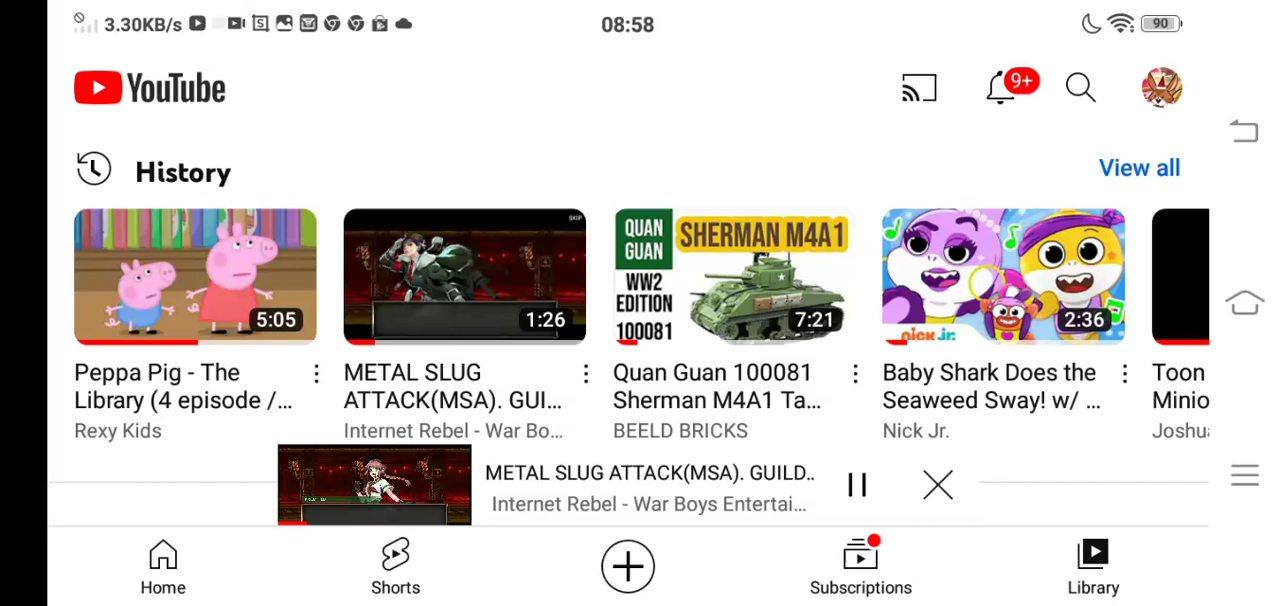 3.30KB/s
08:58
90
YouTube
9+
History
View all
5:05
SKIP
1:26
QUAN
GUAN
WW2
EDITION
100081
SHERMAN M4A1
7:21
nick jr.
2:36
Peppa Pig - The
Library (4 episode /...
Rexy Kids
METAL SLUG
ATTACK(MSA). GUI...
Internet Rebel - War Bo...
Quan Guan 100081
Sherman M4A1 Ta...
BEELD BRICKS
Baby Shark Does the
Seaweed Sway! w/ ...
Nick Jr.
Toon
Minio
Joshu
METAL SLUG ATTACK(MSA). GUILD..
Internet Rebel - War Boys Entertai...
Home
Shorts
Subscriptions
Library